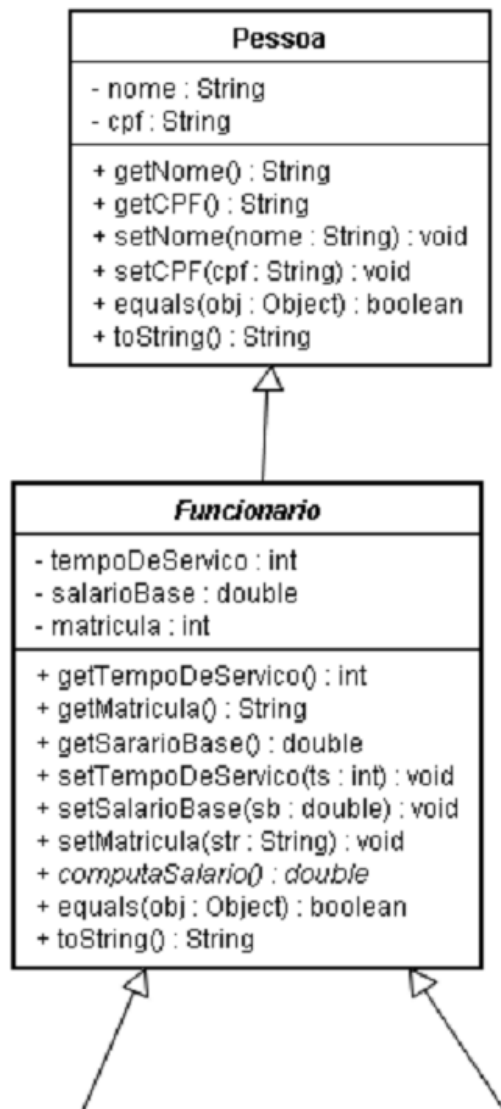 Pessoa
- nome : String
- cpf : String
+ getNome() : String
+ getCPF() : String
+ setNome(nome : String) : void
+ setCPF(cpf : String) : void
+ equals(obj : Object) : boolean
+ toString() : String
Funcionario
- tempoDeServico : int
- salarioBase : double
- matricula : int
+ getTempoDeServico() : int
+ getMatricula() : String
+ getSararioBase() : double
+ setTempoDeServico(ts : int) : void
+ setSalarioBase(sb : double) : void
+ setMatricula(str : String) : void
+ computaSalario() : double
+ equals(obj : Object) : boolean
+ toString() : String